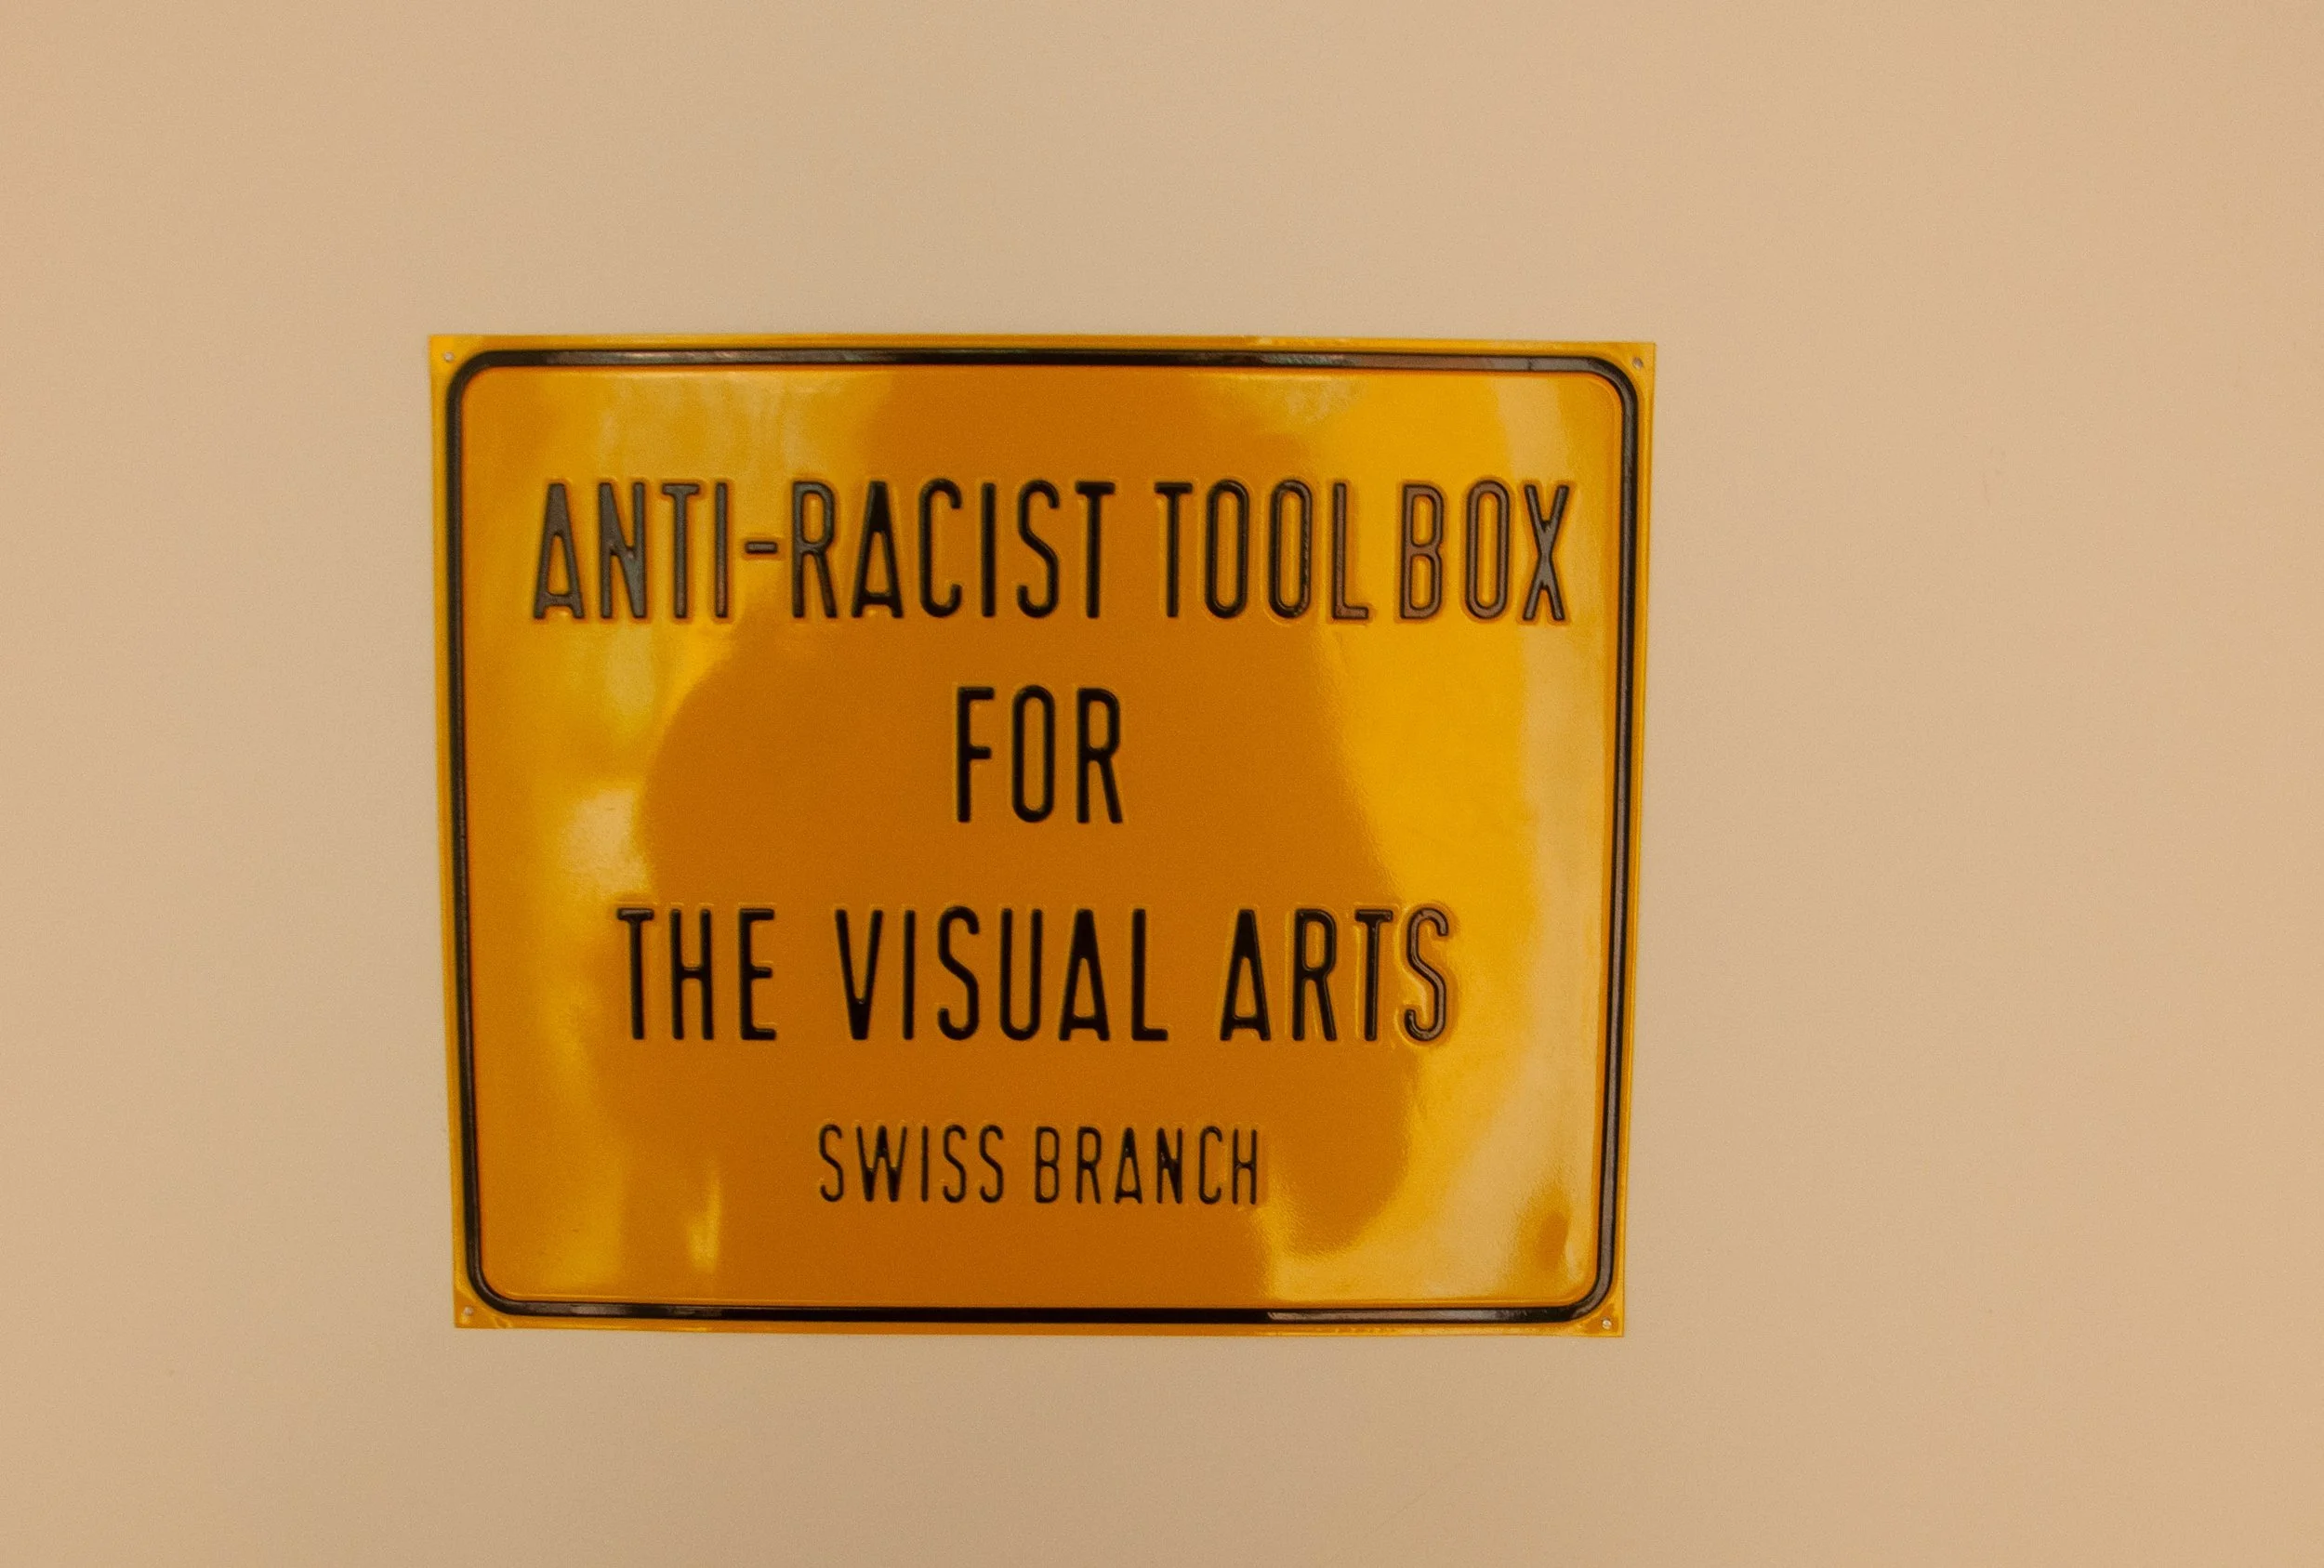 ANTI-RACIST TOOL BOX
FOR
THE VISUAL ARTS
SWISS BRANCH